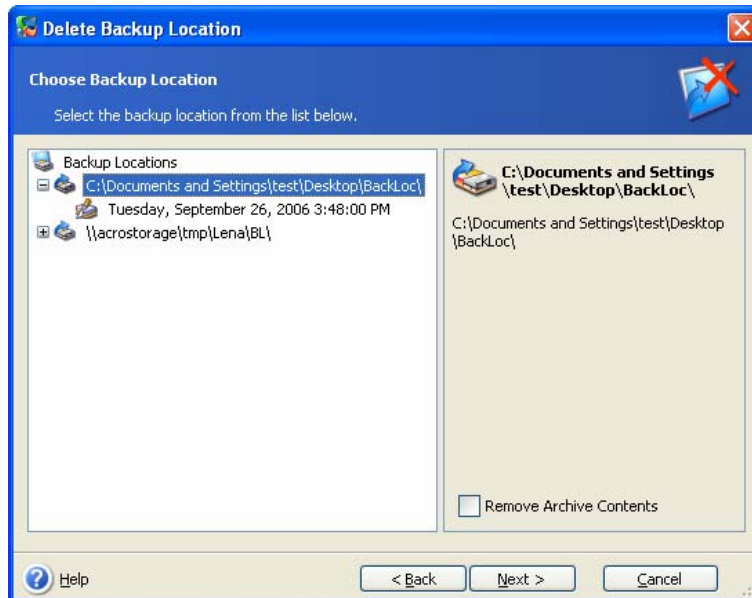 Delete Backup Location
Choose Backup Location
Select the backup location from the list below.
Backup Locations
C:\Documents and Settings\test\Desktop\BackLoc\
Tuesday, September 26, 2006 3:48:00 PM
\\acrostorage\tmp\Lena\BL\
C:\Documents and Settings
\test\Desktop\BackLoc\
C:\Documents and Settings\test\Desktop
\BackLoc\
Remove Archive Contents
Help
< Back
Next >
Cancel